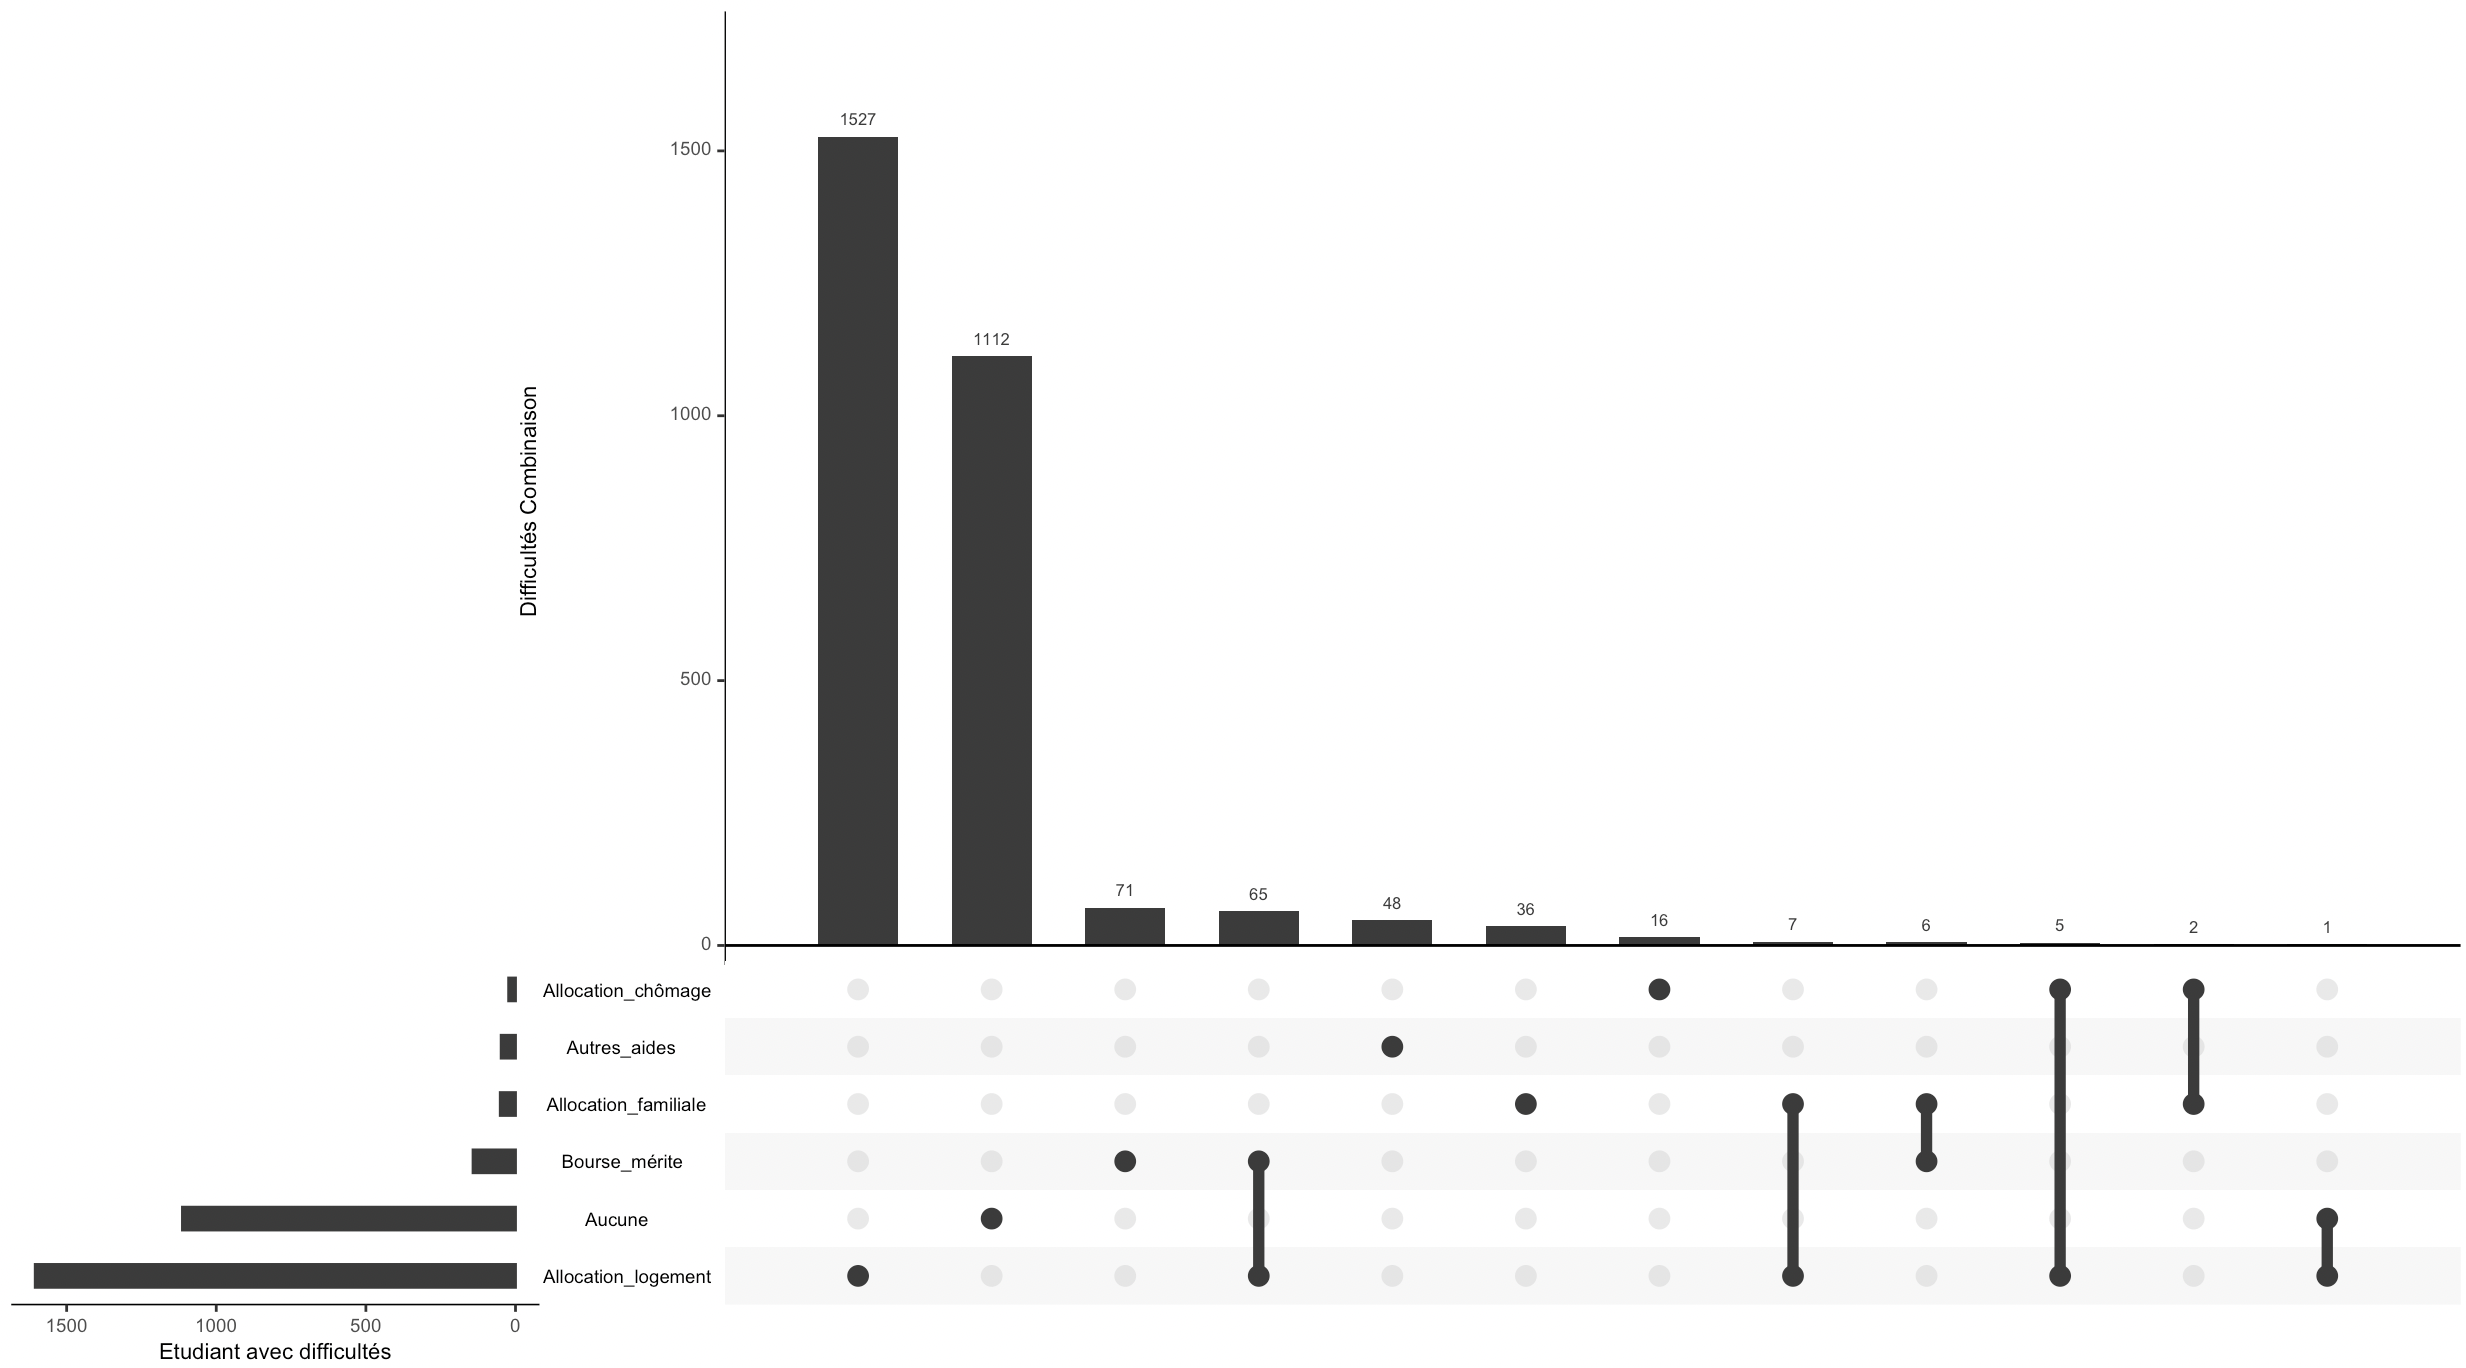 1527
1500
1112
1000
Difficultés Combinaison
500
71
65
48
36
16
7
6
5
2
1
0
Allocation_chômage
Autres_aides
Allocation_familiale
Bourse_mérite
Aucune
Allocation_logement
1500 1000 500 0
Etudiant avec difficultés